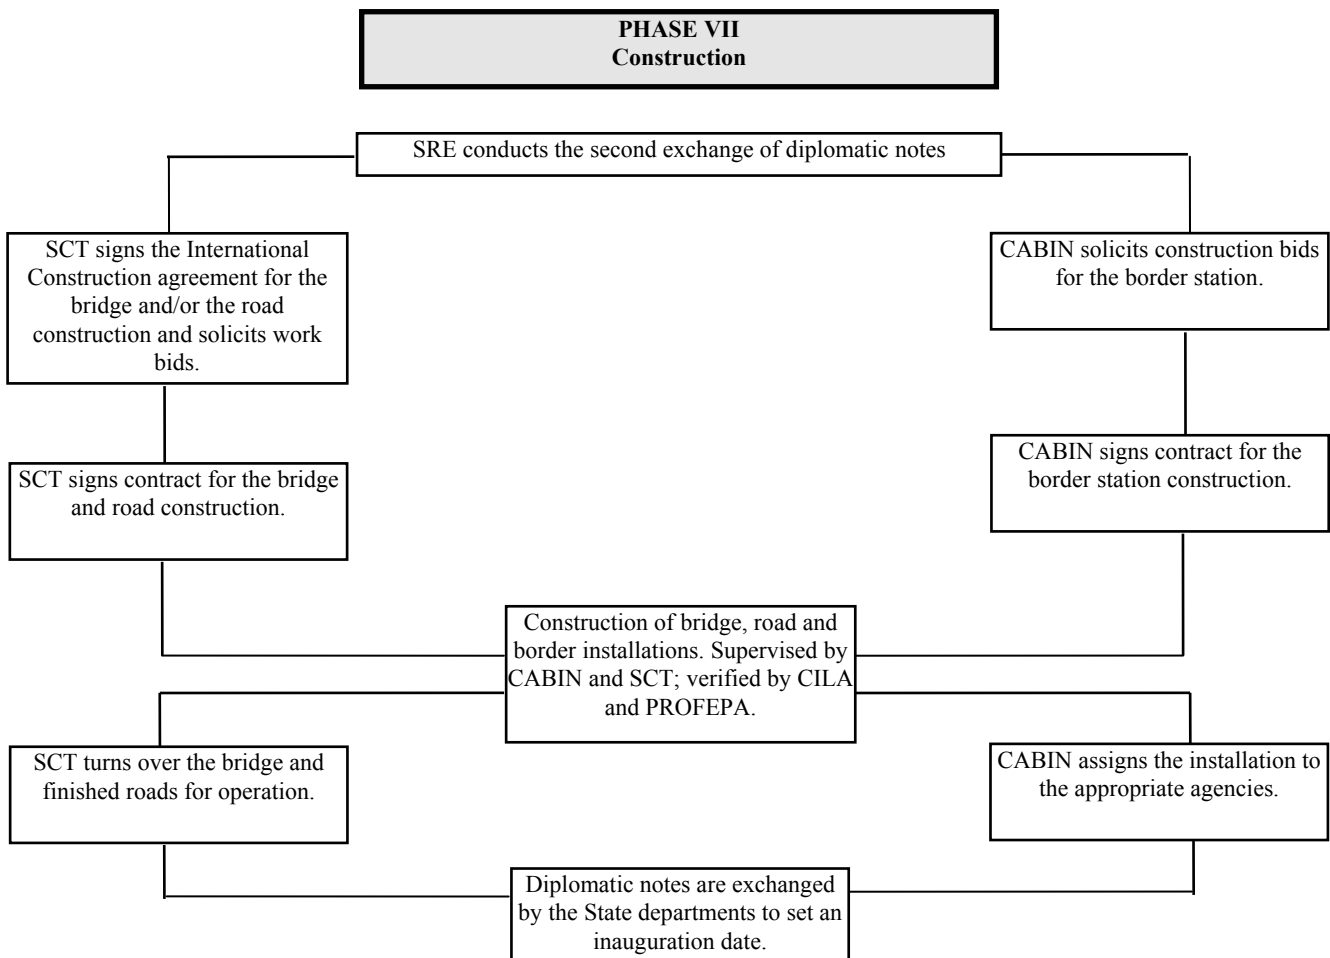 PHASE VII
Construction
SRE conducts the second exchange of diplomatic notes
SCT signs the International
Construction agreement for the
bridge and/or the road
construction and solicits work
bids.
CABIN solicits construction bids
for the border station.
SCT signs contract for the bridge
and road construction.
CABIN signs contract for the
border station construction.
Construction of bridge, road and
border installations. Supervised by
CABIN and SCT; verified by CILA
and PROFEPA.
SCT turns over the bridge and
finished roads for operation.
CABIN assigns the installation to
the appropriate agencies.
Diplomatic notes are exchanged
by the State departments to set an
inauguration date.